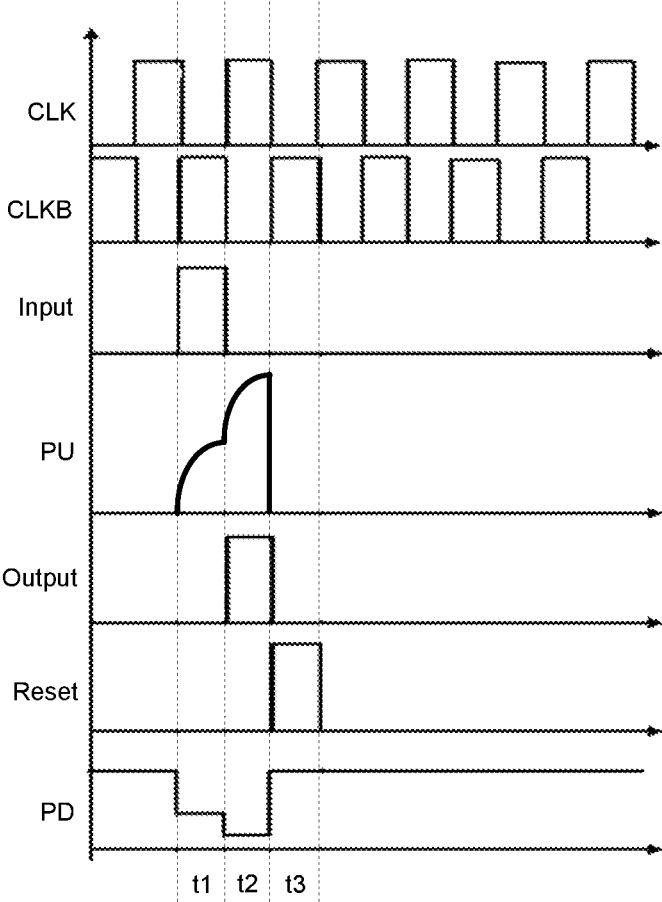 CLK
CLKB
Input
PU
Output
Reset
PD
t1 t2 t3